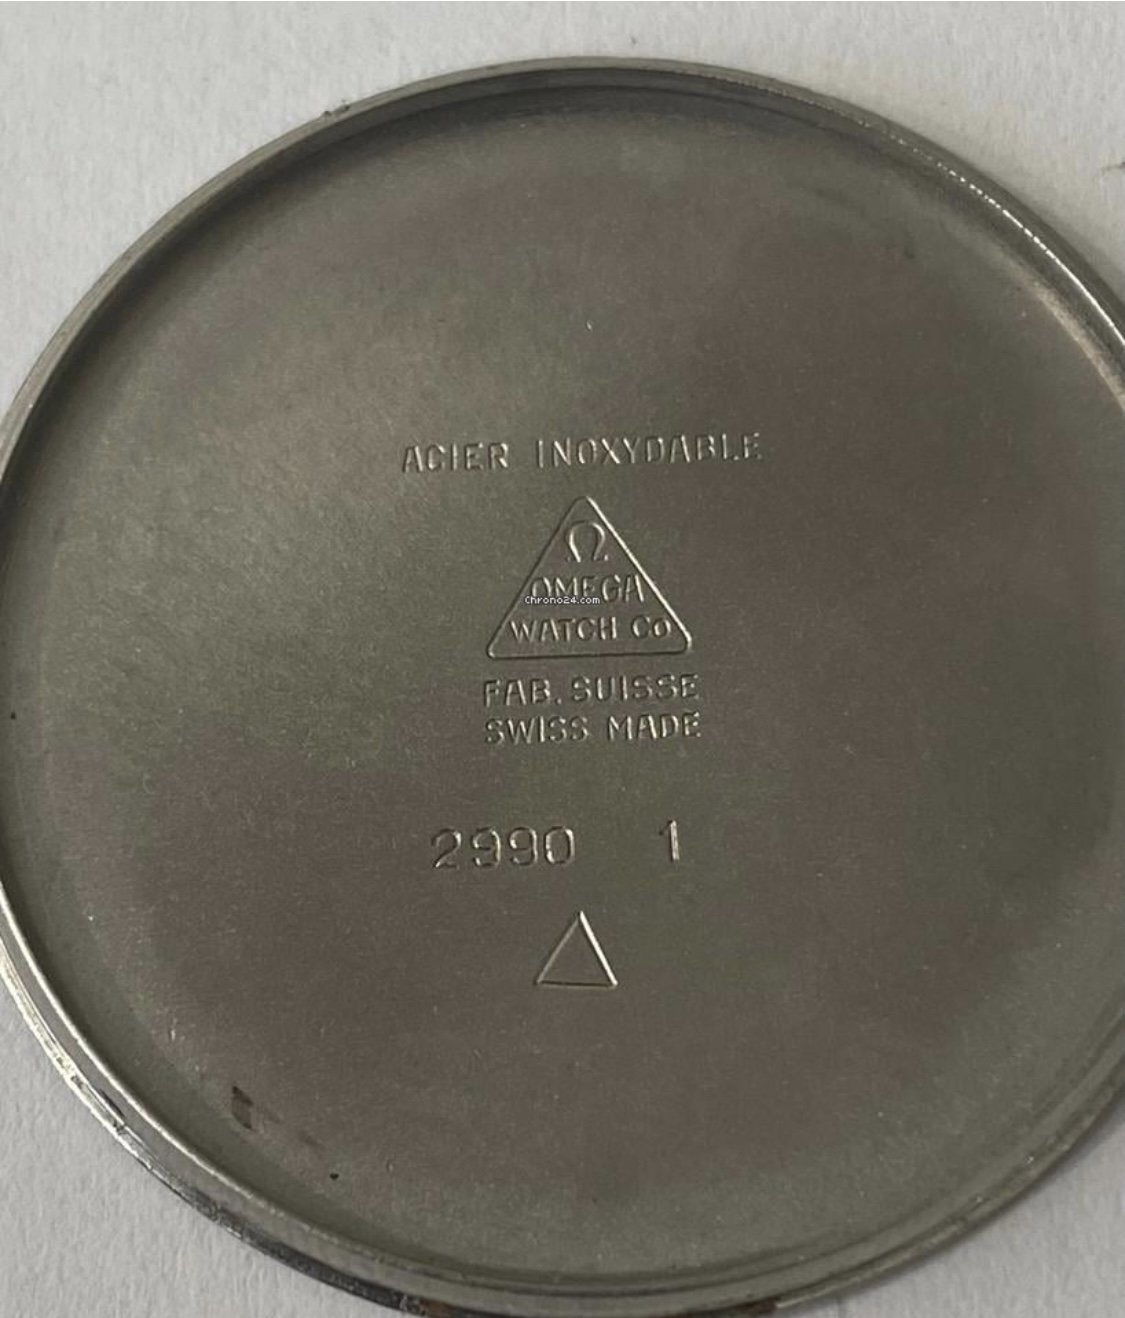 ACIER INOXYDABLE
Ω
OMEGA
Chrono24.com
WATCH Co
FAB. SUISSE
SWISS MADE
2990 1